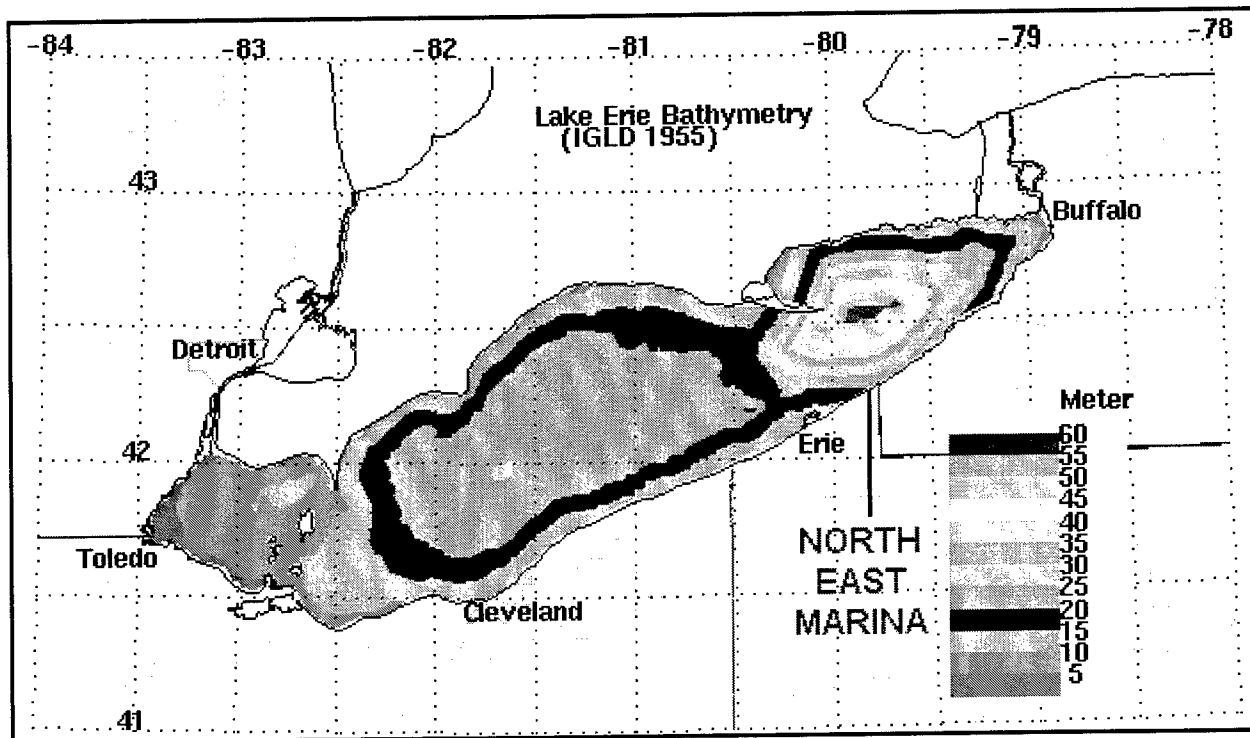 -84 -83 -82 -81 -80 -79 -78
Lake Erie Bathymetry
(IGLD 1955)
43
Buffalo
Detroit
42
Erie
Toledo
Cleveland
NORTH
EAST
MARINA
41
Meter
60
55
50
45
40
35
30
25
20
15
10
5